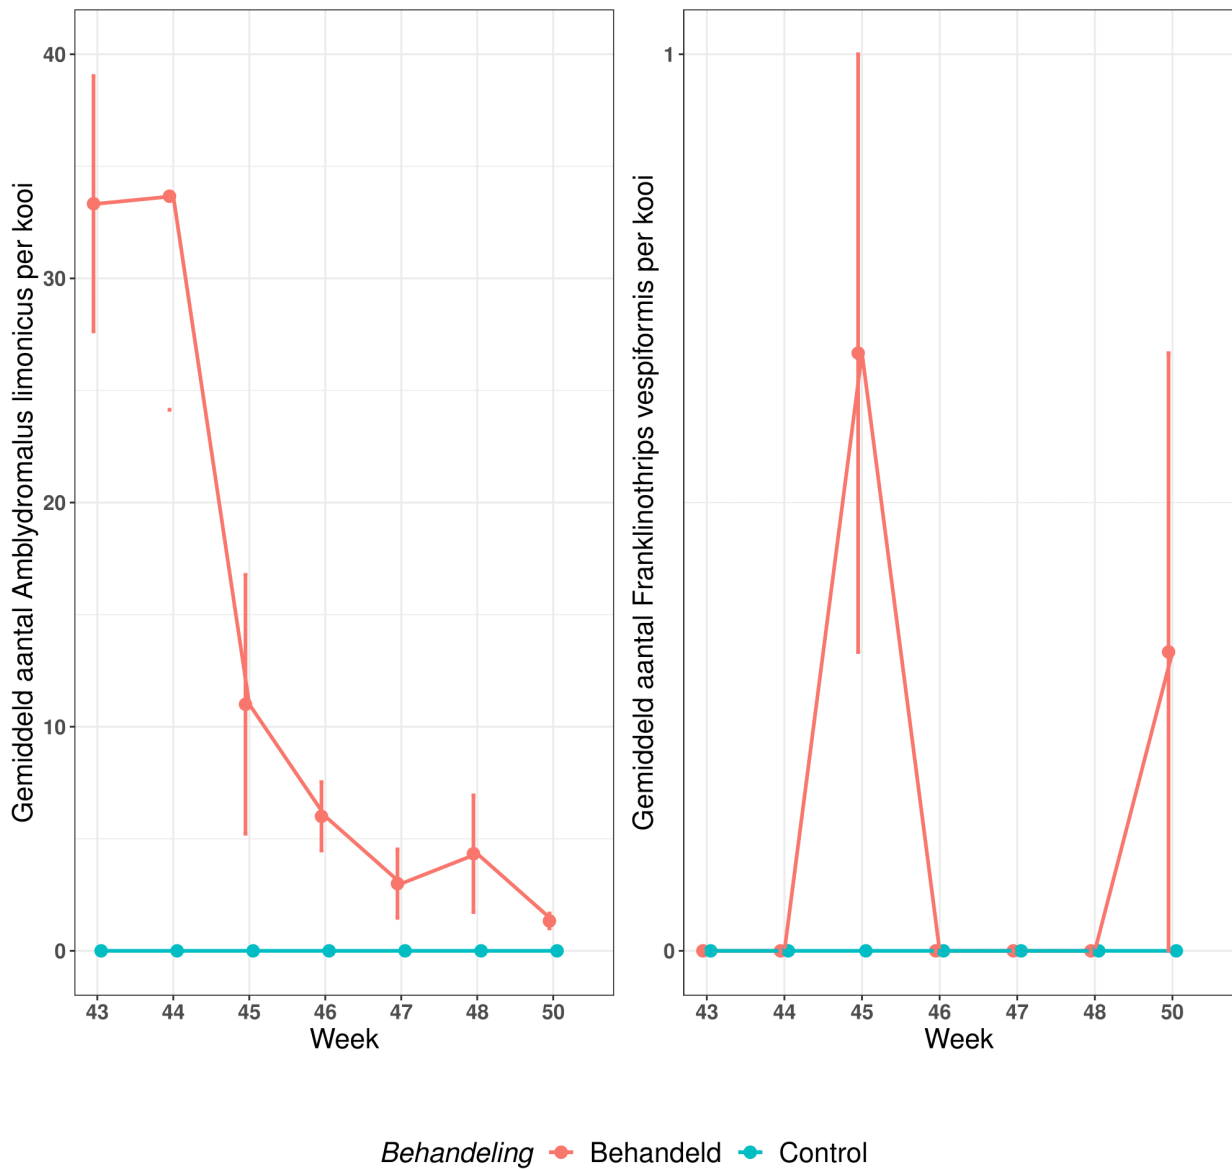 Gemiddeld aantal Amblydromalus limonicus per kooi
40
30
20
10
0
43 44 45 46 47 48 50
Week
Gemiddeld aantal Franklinothrips vespiformis per kooi
1
0
43 44 45 46 47 48 50
Week
Behandeling Behandeld Control